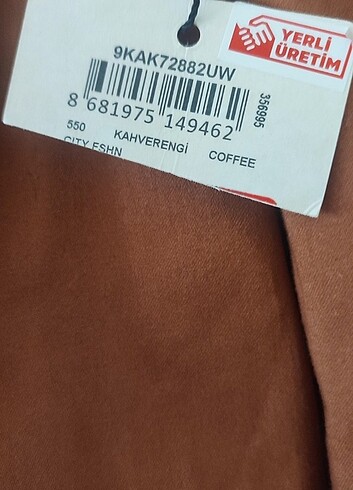 YERLİ
ÜRETİM
9KAK72882UW
356995
8 681975 149462
550 KAHVERENGİ COFFEE
CITY FSHN